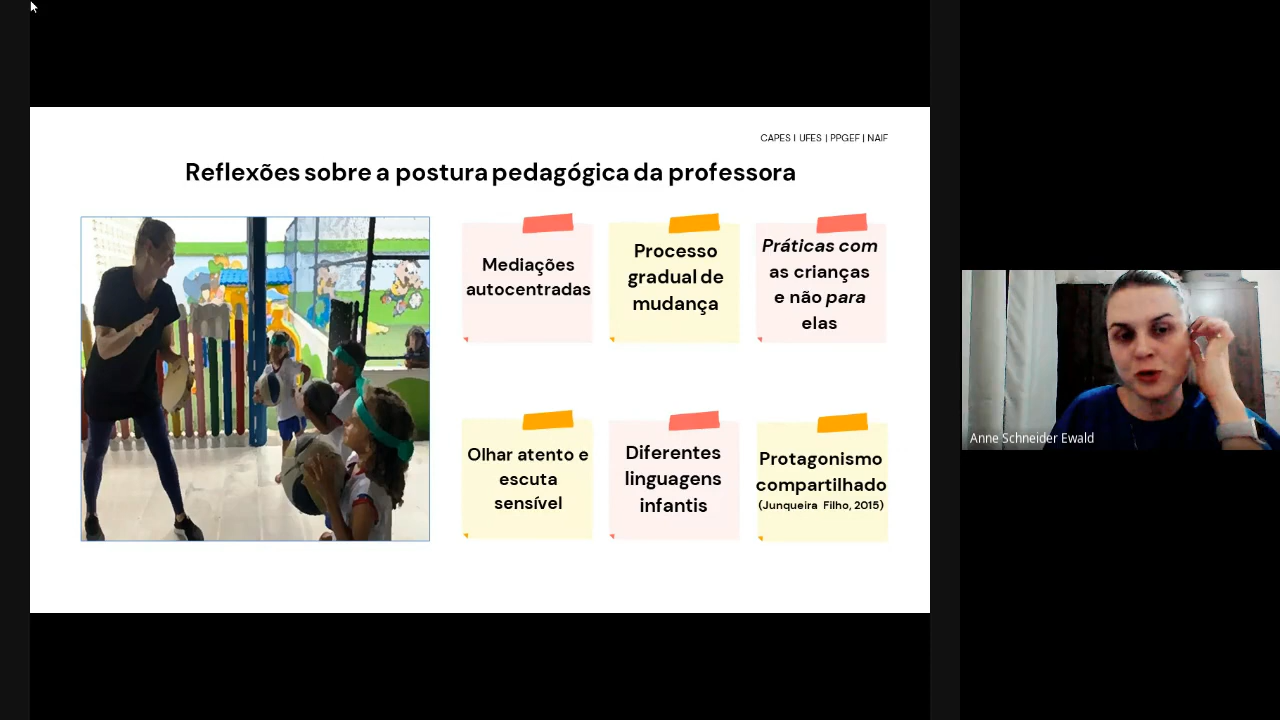 CAPES I UFES | PPGEF | NAIF
Reflexões sobre a postura pedagógica da professora
Mediações
autocentradas
Processo
gradual de
mudança
Práticas com
as crianças
e não para
elas
Olhar atento e
escuta
sensível
Diferentes
linguagens
infantis
Protagonismo
compartilhado
(Junqueira Filho, 2015)
Anne Schneider Ewald